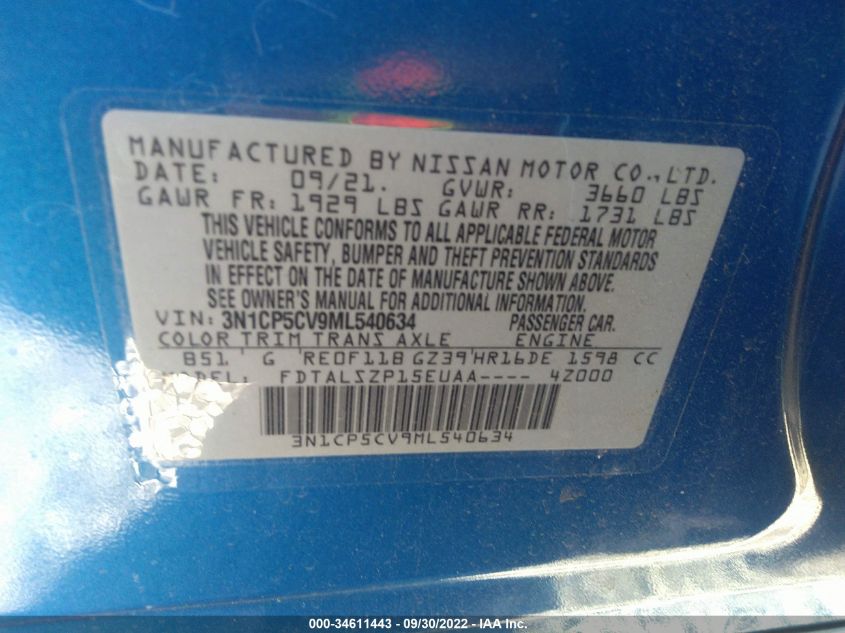 MANUFACTURED BY NISSAN MOTOR CO., LTD.
DATE: 09/21. GVWR: 3660 LBS
GAWR FR: 1929 LBS GAWR RR: 1731 LBS
THIS VEHICLE CONFORMS TO ALL APPLICABLE FEDERAL MOTOR
VEHICLE SAFETY, BUMPER AND THEFT PREVENTION STANDARDS
IN EFFECT ON THE DATE OF MANUFACTURE SHOWN ABOVE.
SEE OWNER'S MANUAL FOR ADDITIONAL INFORMATION.
VIN: 3N1CP5CV9ML540634 PASSENGER CAR.
COLOR TRIM TRANS AXLE ENGINE
B51 G RE0F11B GZ39 HR16DE 1598 CC
MODEL: FDTALSZP15EUAA---- 4Z000
3N1CP5CV9ML540634
000-34611443 - 09/30/2022 - IAA Inc.